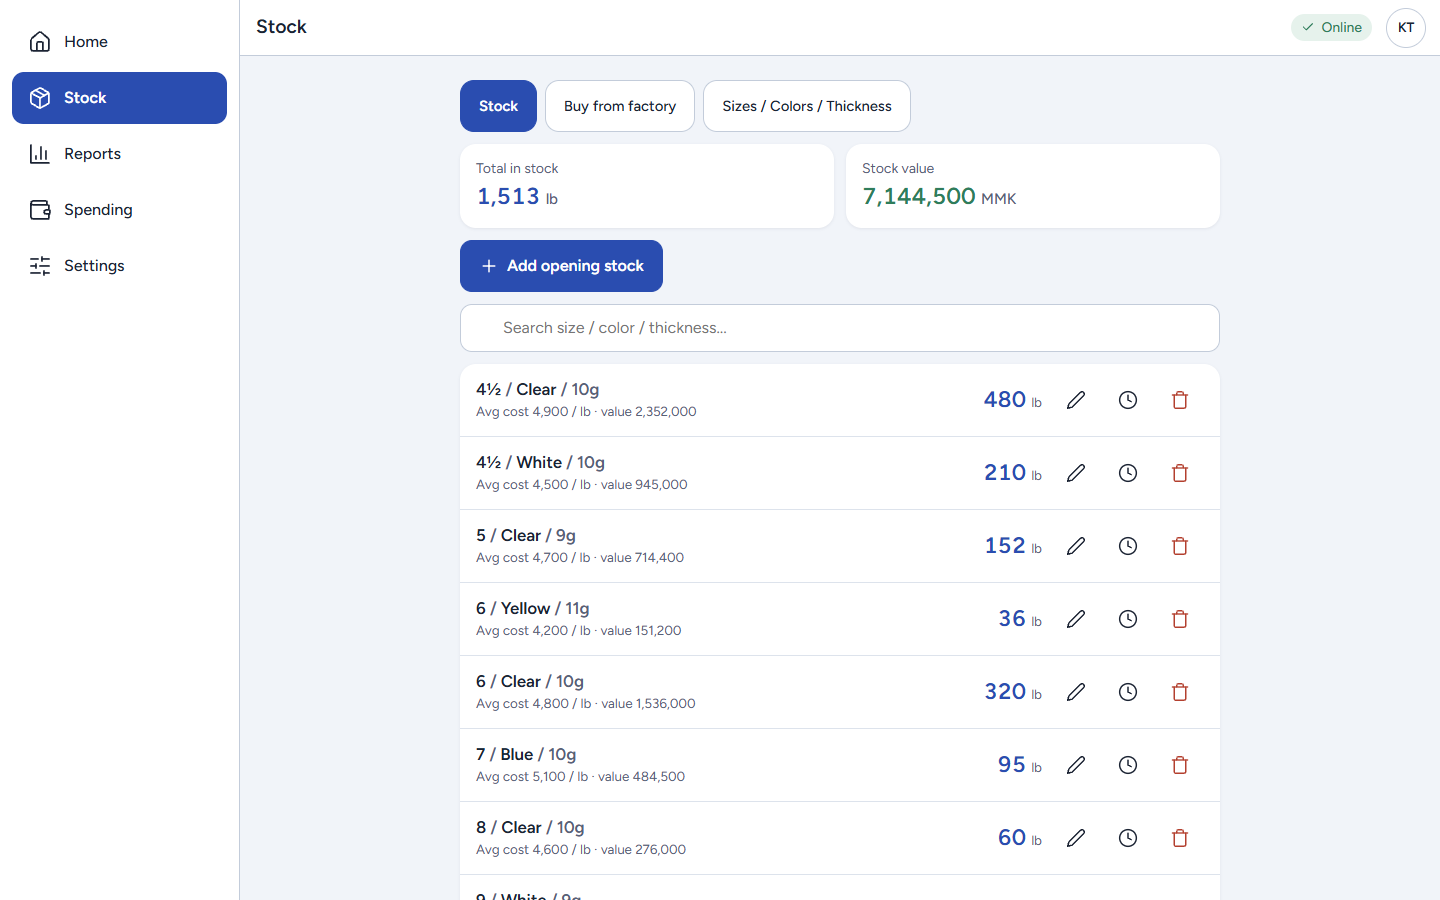 Home
Stock
Reports
Spending
Settings
Stock
Online
KT
Stock
Buy from factory
Sizes / Colors / Thickness
Total in stock
1,513 lb
Stock value
7,144,500 MMK
Add opening stock
Search size / color / thickness...
4½ / Clear / 10g
480 lb
Avg cost 4,900 / lb · value 2,352,000
4½ / White / 10g
210 lb
Avg cost 4,500 / lb · value 945,000
5 / Clear / 9g
152 lb
Avg cost 4,700 / lb · value 714,400
6 / Yellow / 11g
36 lb
Avg cost 4,200 / lb · value 151,200
6 / Clear / 10g
320 lb
Avg cost 4,800 / lb · value 1,536,000
7 / Blue / 10g
95 lb
Avg cost 5,100 / lb · value 484,500
8 / Clear / 10g
60 lb
Avg cost 4,600 / lb · value 276,000
9 / White / 9g